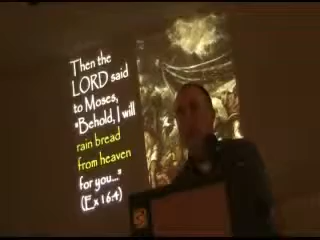 Then the
LORD said
to Moses,
"Behold, I will
rain bread
from heaven
for you..."
(Ex 16:4)